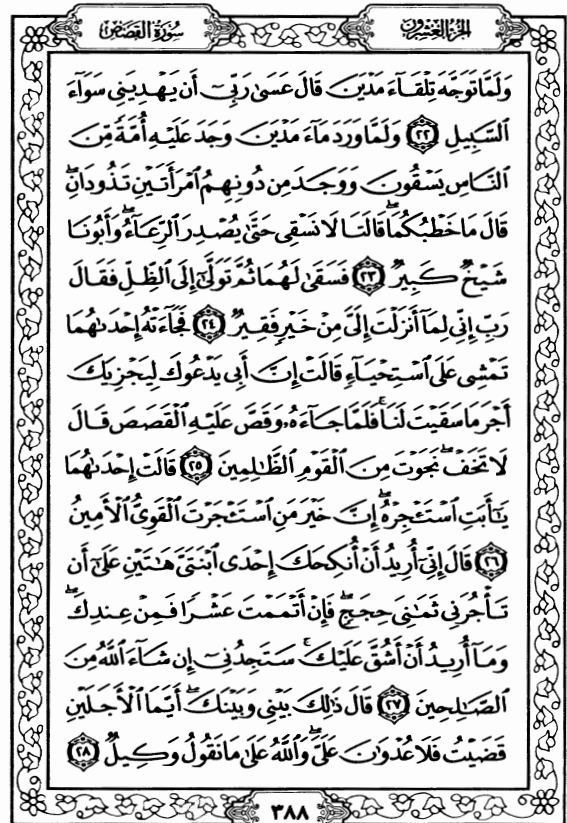 الجزء العشرون
سورة القصص
وَلَمَّا تَوَجَّهَ تِلْقَآءَ مَدْيَنَ قَالَ عَسَىٰ رَبِّىٓ أَن يَهْدِيَنِى سَوَآءَ
ٱلسَّبِيلِ ٢٢ وَلَمَّا وَرَدَ مَآءَ مَدْيَنَ وَجَدَ عَلَيْهِ أُمَّةً مِّنَ
ٱلنَّاسِ يَسْقُونَ وَوَجَدَ مِن دُونِهِمُ ٱمْرَأَتَيْنِ تَذُودَانِۖ
قَالَ مَا خَطْبُكُمَاۖ قَالَتَا لَا نَسْقِى حَتَّىٰ يُصْدِرَ ٱلرِّعَآءُۖ وَأَبُونَا
شَيْخٌ كَبِيرٌ ٢٣ فَسَقَىٰ لَهُمَا ثُمَّ تَوَلَّىٰٓ إِلَى ٱلظِّلِّ فَقَالَ
رَبِّ إِنِّى لِمَآ أَنزَلْتَ إِلَىَّ مِنْ خَيْرٍ فَقِيرٌ ٢٤ فَجَآءَتْهُ إِحْدَىٰهُمَا
تَمْشِى عَلَى ٱسْتِحْيَآءٍ قَالَتْ إِنَّ أَبِى يَدْعُوكَ لِيَجْزِيَكَ
أَجْرَ مَا سَقَيْتَ لَنَاۚ فَلَمَّا جَآءَهُۥ وَقَصَّ عَلَيْهِ ٱلْقَصَصَ قَالَ
لَا تَخَفْۖ نَجَوْتَ مِنَ ٱلْقَوْمِ ٱلظَّٰلِمِينَ ٢٥ قَالَتْ إِحْدَىٰهُمَا
يَٰٓأَبَتِ ٱسْتَـْٔجِرْهُۖ إِنَّ خَيْرَ مَنِ ٱسْتَـْٔجَرْتَ ٱلْقَوِىُّ ٱلْأَمِينُ
٢٦ قَالَ إِنِّىٓ أُرِيدُ أَنْ أُنكِحَكَ إِحْدَى ٱبْنَتَىَّ هَٰتَيْنِ عَلَىٰٓ أَن
تَأْجُرَنِى ثَمَٰنِىَ حِجَجٍۖ فَإِنْ أَتْمَمْتَ عَشْرًا فَمِنْ عِندِكَۖ
وَمَآ أُرِيدُ أَنْ أَشُقَّ عَلَيْكَۚ سَتَجِدُنِىٓ إِن شَآءَ ٱللَّهُ مِنَ
ٱلصَّٰلِحِينَ ٢٧ قَالَ ذَٰلِكَ بَيْنِى وَبَيْنَكَۖ أَيَّمَا ٱلْأَجَلَيْنِ
قَضَيْتُ فَلَا عُدْوَٰنَ عَلَىَّۖ وَٱللَّهُ عَلَىٰ مَا نَقُولُ وَكِيلٌ ٢٨
٣٨٨